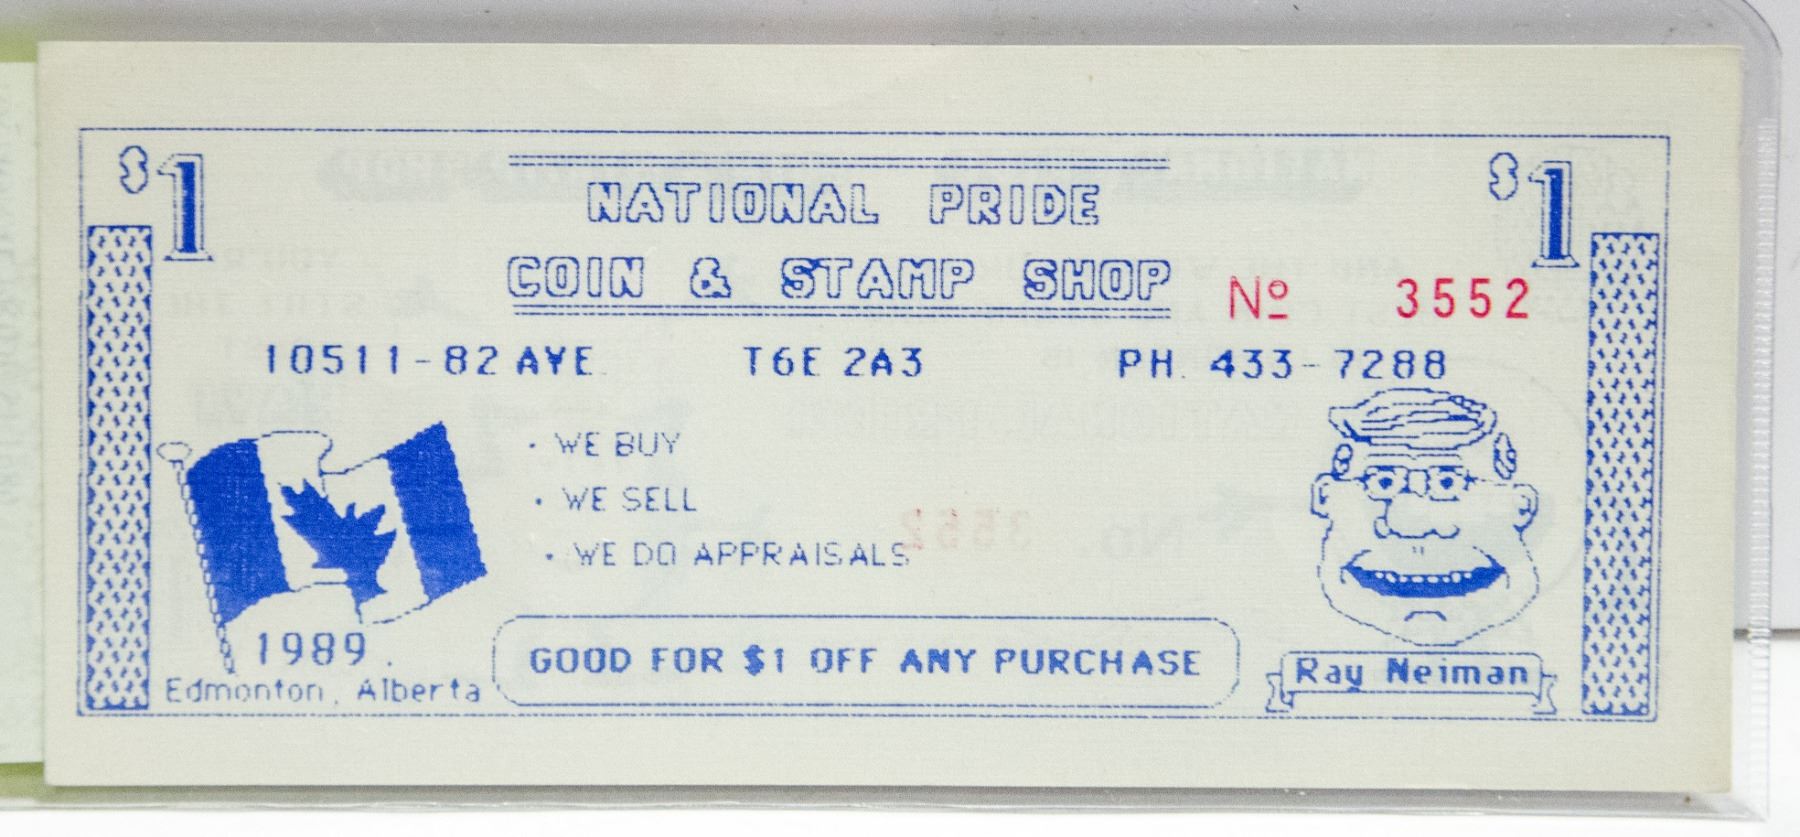 $1
$1
NATIONAL PRIDE
COIN & STAMP SHOP
Nº 3552
10511-82 AVE. T6E 2A3 PH. 433-7288
· WE BUY
· WE SELL
· WE DO APPRAISALS
1989.
Edmonton, Alberta
GOOD FOR $1 OFF ANY PURCHASE
Ray Neiman